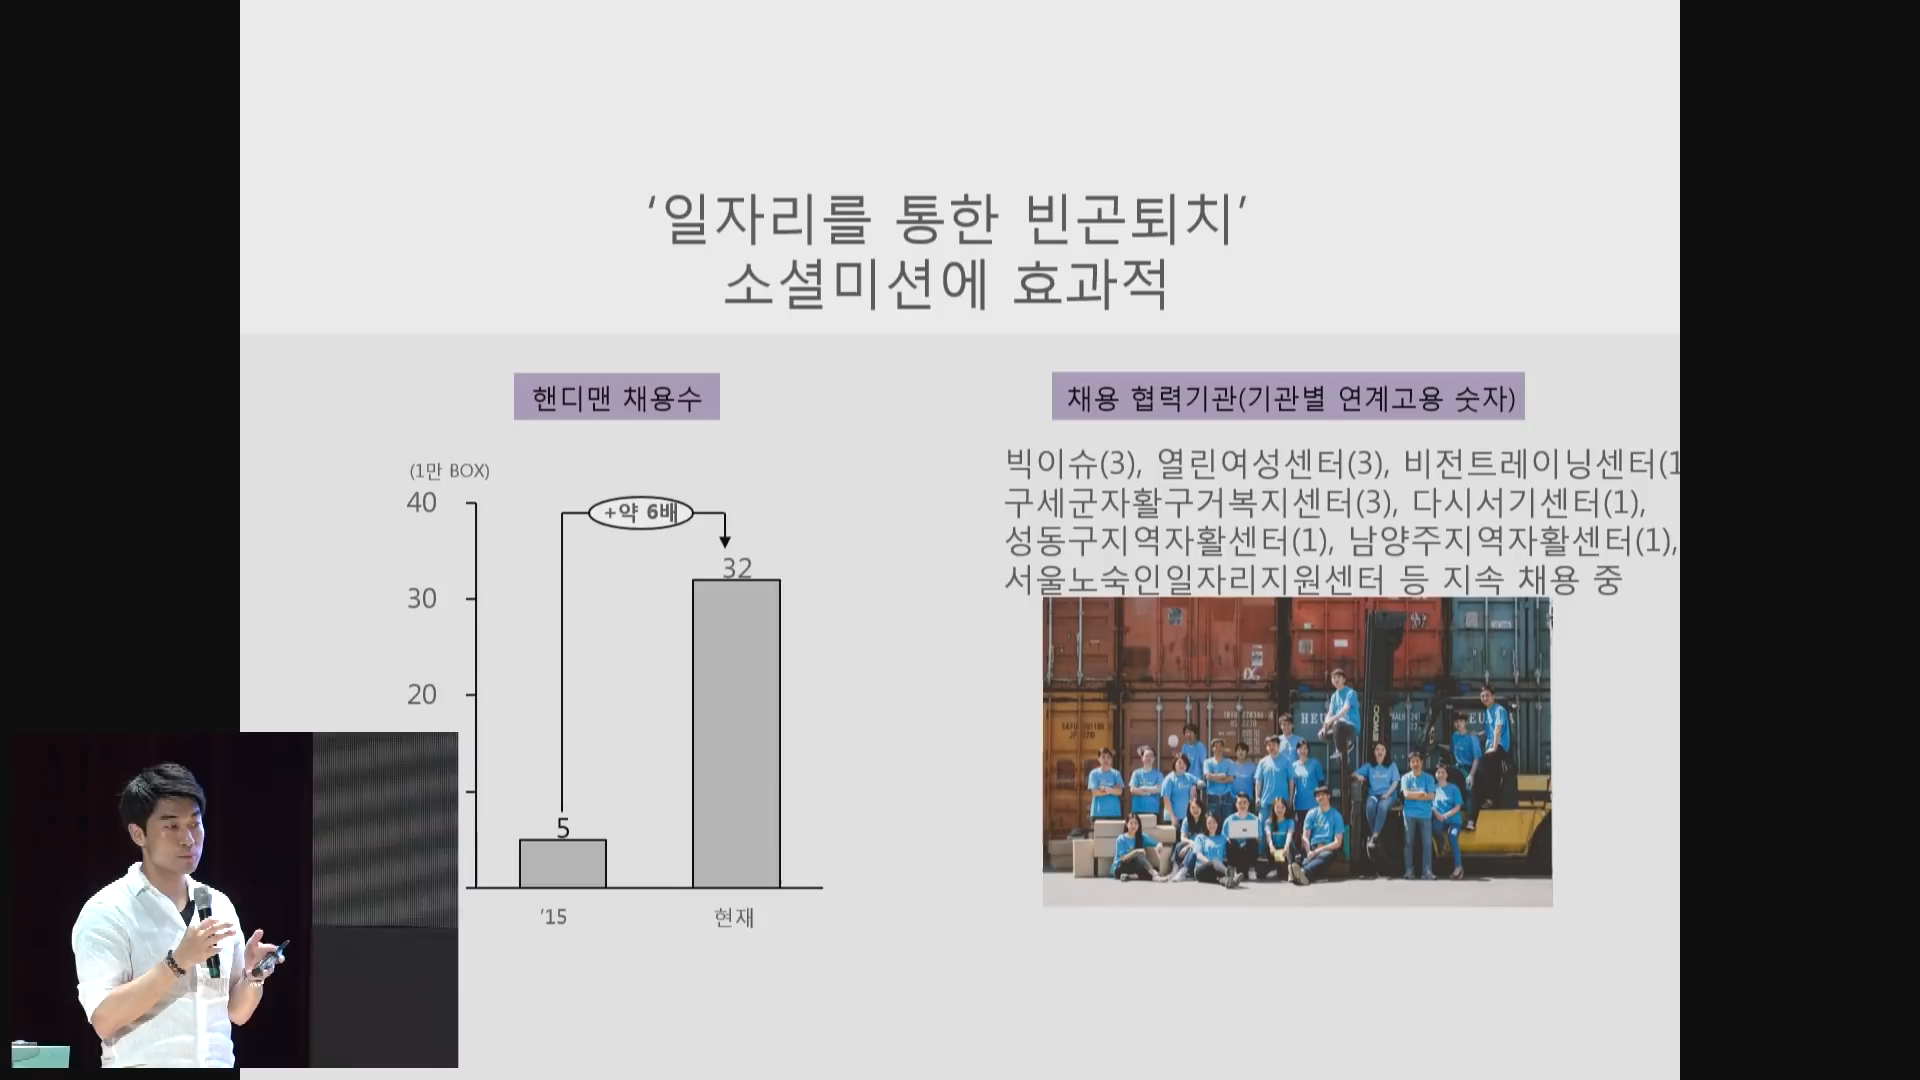 ‘일자리를 통한 빈곤퇴치’
소셜미션에 효과적
핸디맨 채용수
(1만 BOX)
40
30
20
+약 6배
32
5
’15
현재
채용 협력기관(기관별 연계고용 숫자)
빅이슈(3), 열린여성센터(3), 비전트레이닝센터(1
구세군자활구거복지센터(3), 다시서기센터(1),
성동구지역자활센터(1), 남양주지역자활센터(1),
서울노숙인일자리지원센터 등 지속 채용 중